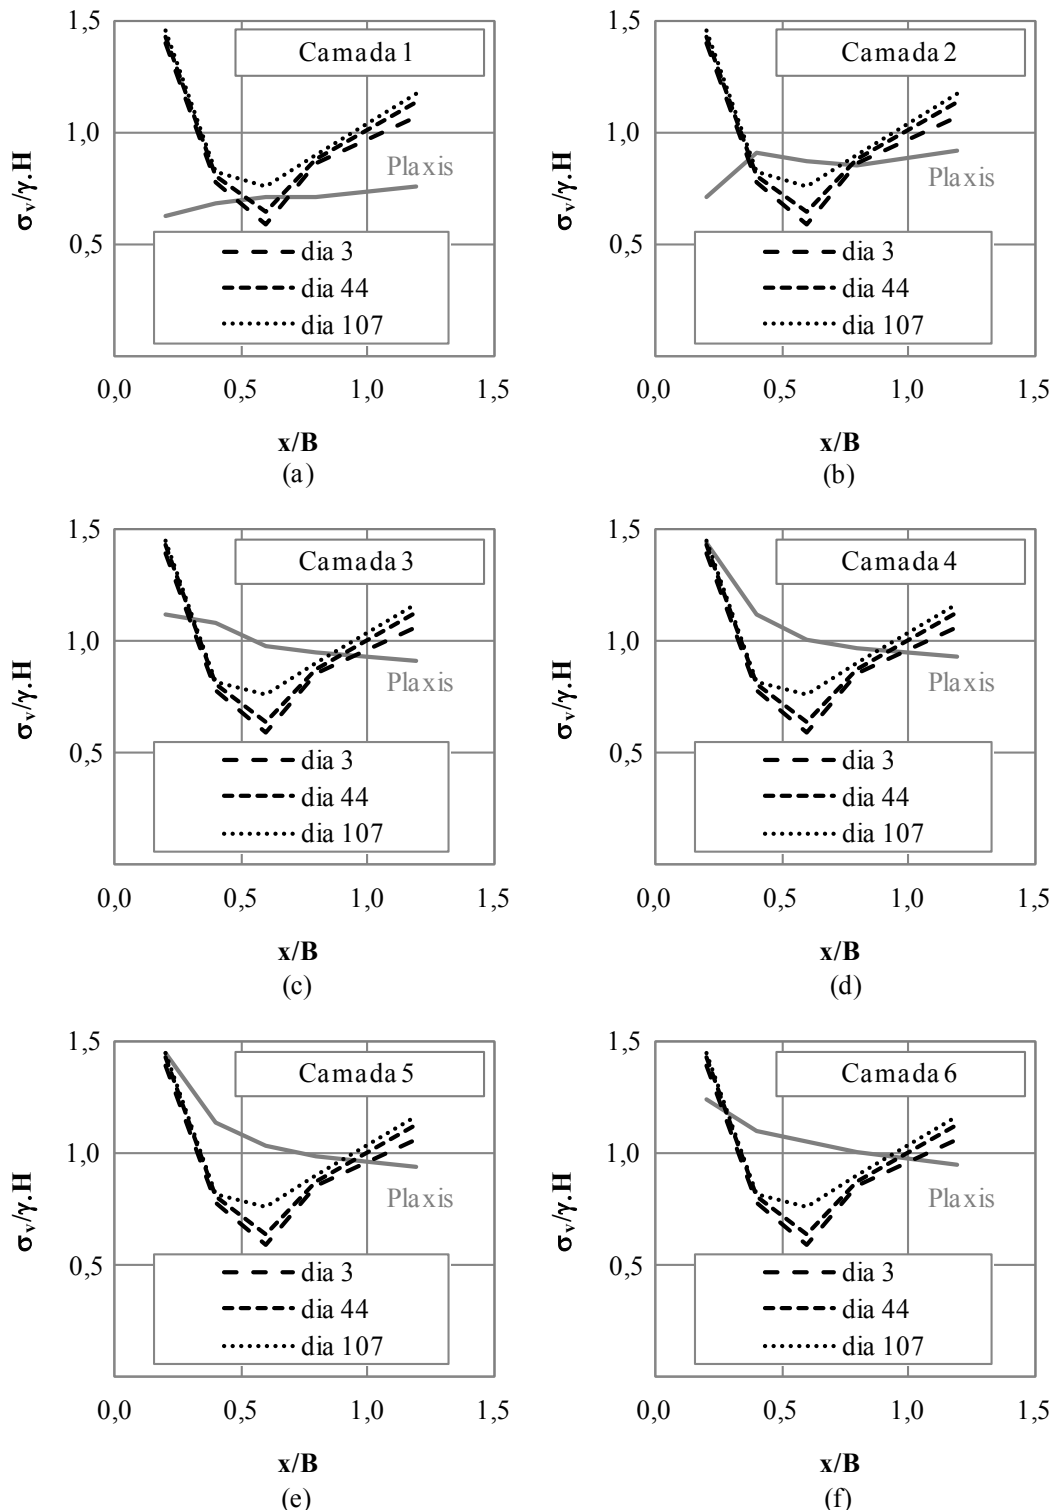 1,5
Camada 1
1,0
σv/γ.H
Plaxis
0,5
dia 3
dia 44
dia 107
0,0 0,5 1,0 1,5
x/B
(a)
1,5
Camada 2
1,0
σv/γ.H
Plaxis
0,5
dia 3
dia 44
dia 107
0,0 0,5 1,0 1,5
x/B
(b)
1,5
Camada 3
1,0
σv/γ.H
Plaxis
0,5
dia 3
dia 44
dia 107
0,0 0,5 1,0 1,5
x/B
(c)
1,5
Camada 4
1,0
σv/γ.H
Plaxis
0,5
dia 3
dia 44
dia 107
0,0 0,5 1,0 1,5
x/B
(d)
1,5
Camada 5
1,0
σv/γ.H
Plaxis
0,5
dia 3
dia 44
dia 107
0,0 0,5 1,0 1,5
x/B
(e)
1,5
Camada 6
1,0
σv/γ.H
Plaxis
0,5
dia 3
dia 44
dia 107
0,0 0,5 1,0 1,5
x/B
(f)